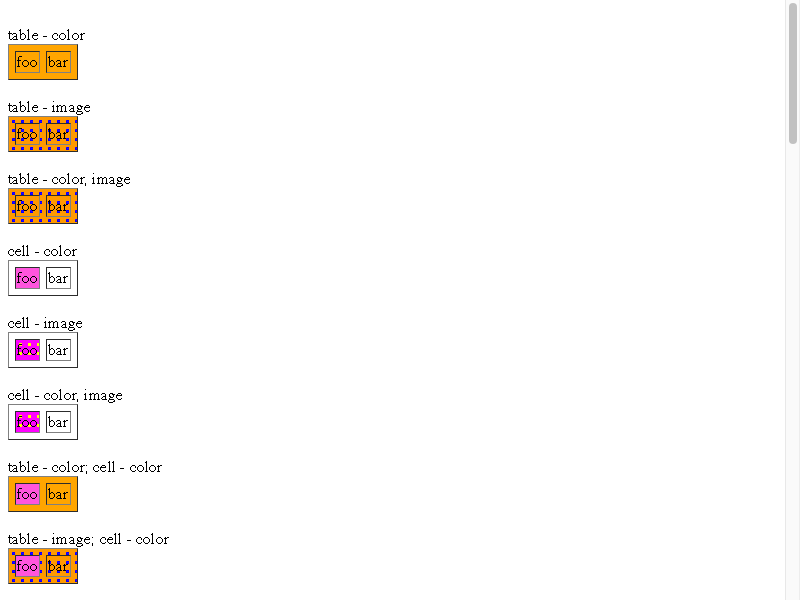 table - color
foo bar
table - image
foo bar
table - color, image
foo bar
cell - color
foo bar
cell - image
foo bar
cell - color, image
foo bar
table - color; cell - color
foo bar
table - image; cell - color
foo bar